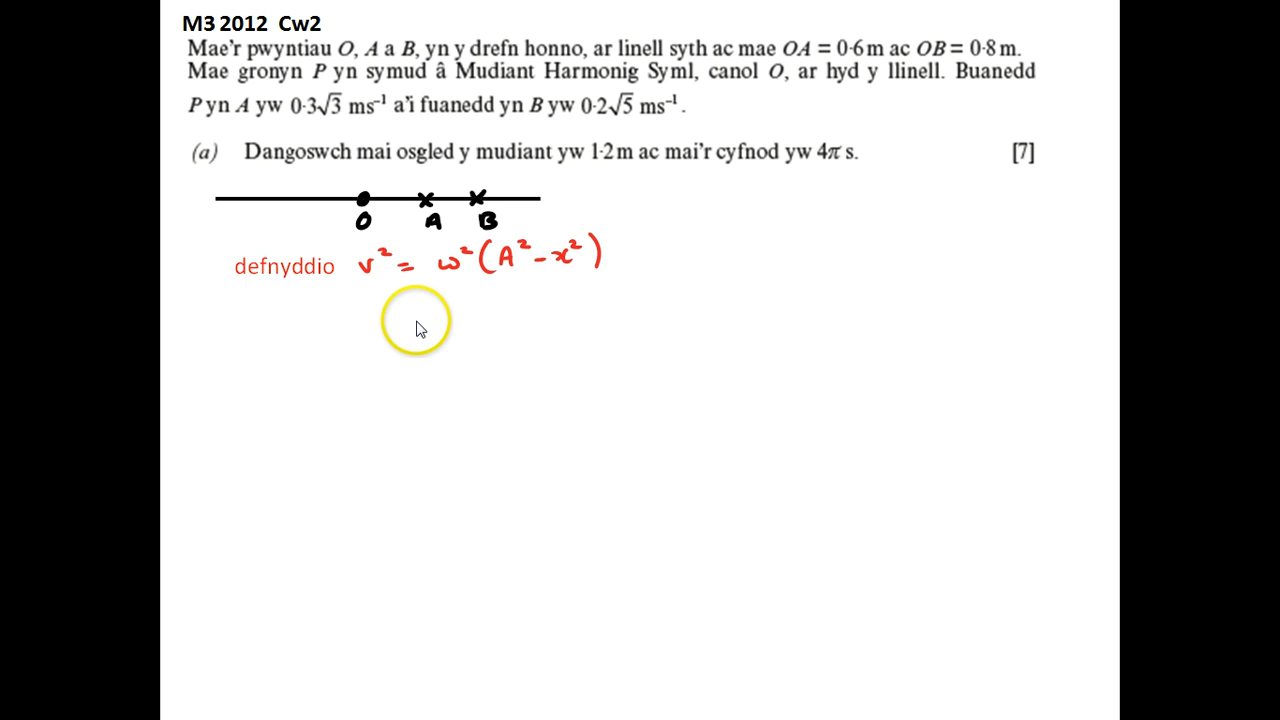 M3 2012 Cw2
Mae'r pwyntiau O, A a B, yn y drefn honno, ar linell syth ac mae OA = 0·6 m ac OB = 0·8 m.
Mae gronyn P yn symud â Mudiant Harmonig Syml, canol O, ar hyd y llinell. Buanedd
P yn A yw 0·3√3 ms⁻¹ a'i fuanedd yn B yw 0·2√5 ms⁻¹.
(a) Dangoswch mai osgled y mudiant yw 1·2 m ac mai'r cyfnod yw 4π s. [7]
O A B
defnyddio v² = ω²(A² - x²)